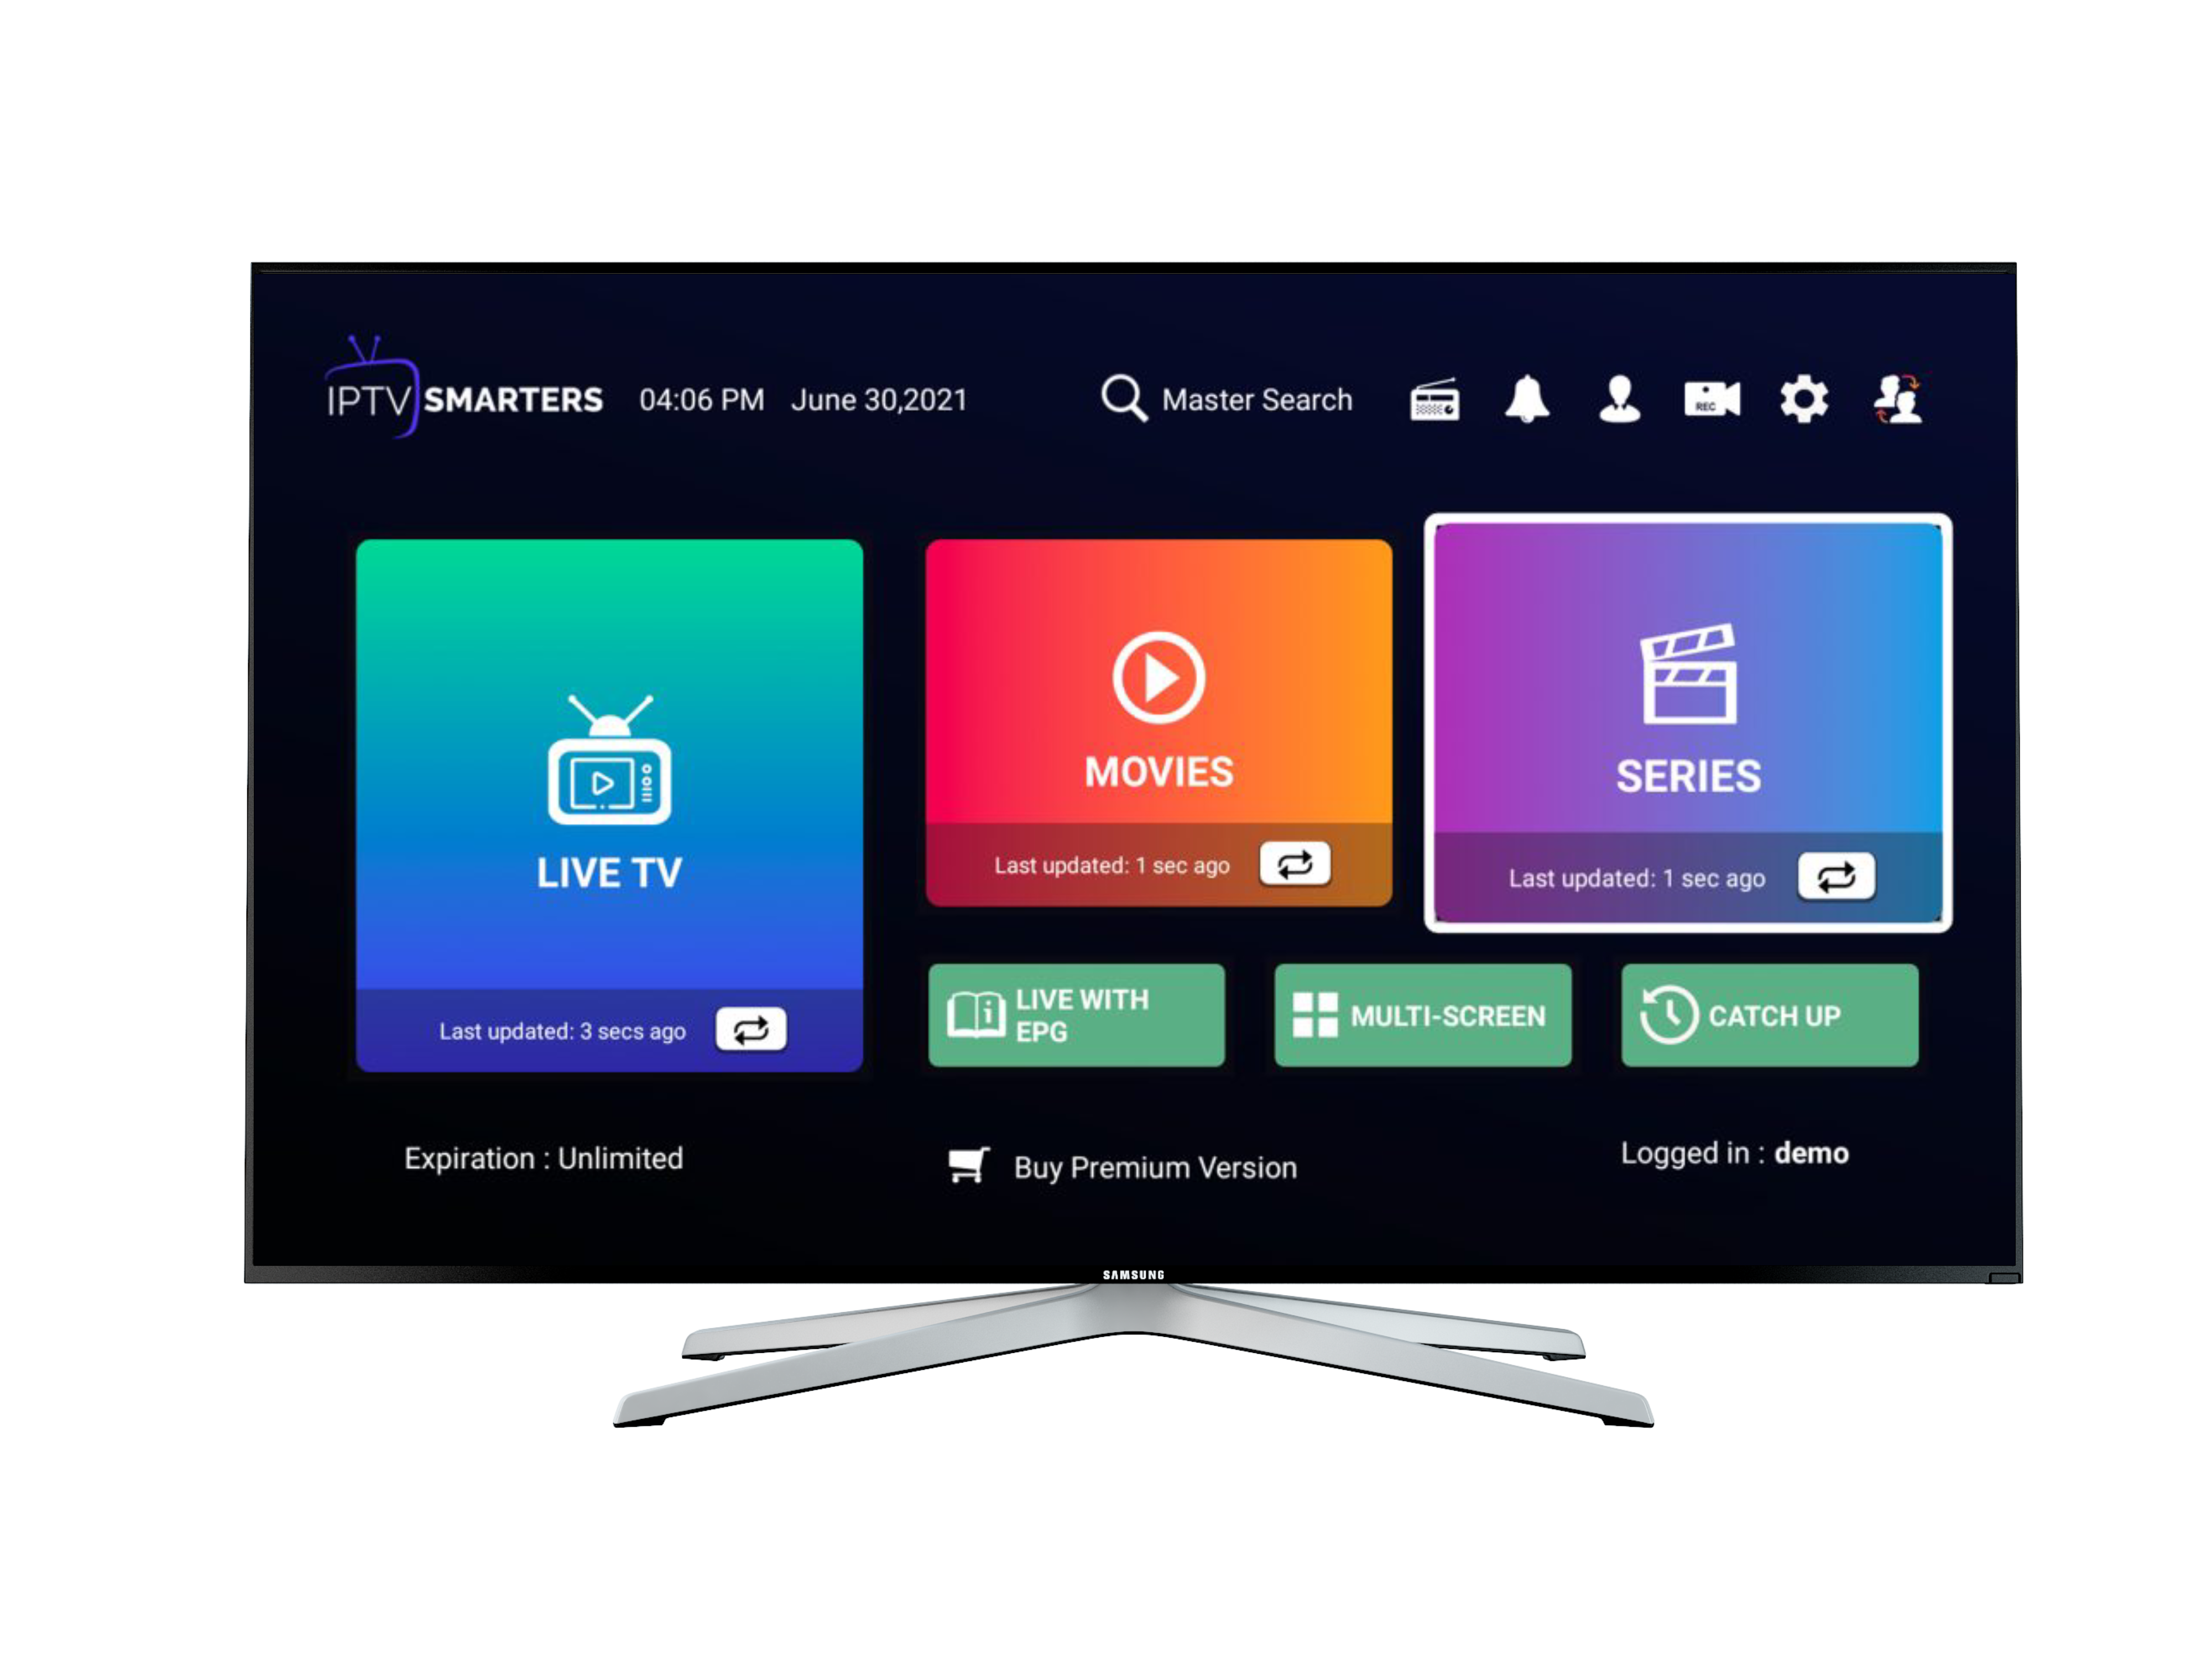 IPTV SMARTERS 04:06 PM June 30,2021 Master Search
REC
LIVE TV
Last updated: 3 secs ago
MOVIES
Last updated: 1 sec ago
SERIES
Last updated: 1 sec ago
LIVE WITH
EPG
MULTI-SCREEN
CATCH UP
Expiration : Unlimited
Buy Premium Version
Logged in : demo
SAMSUNG